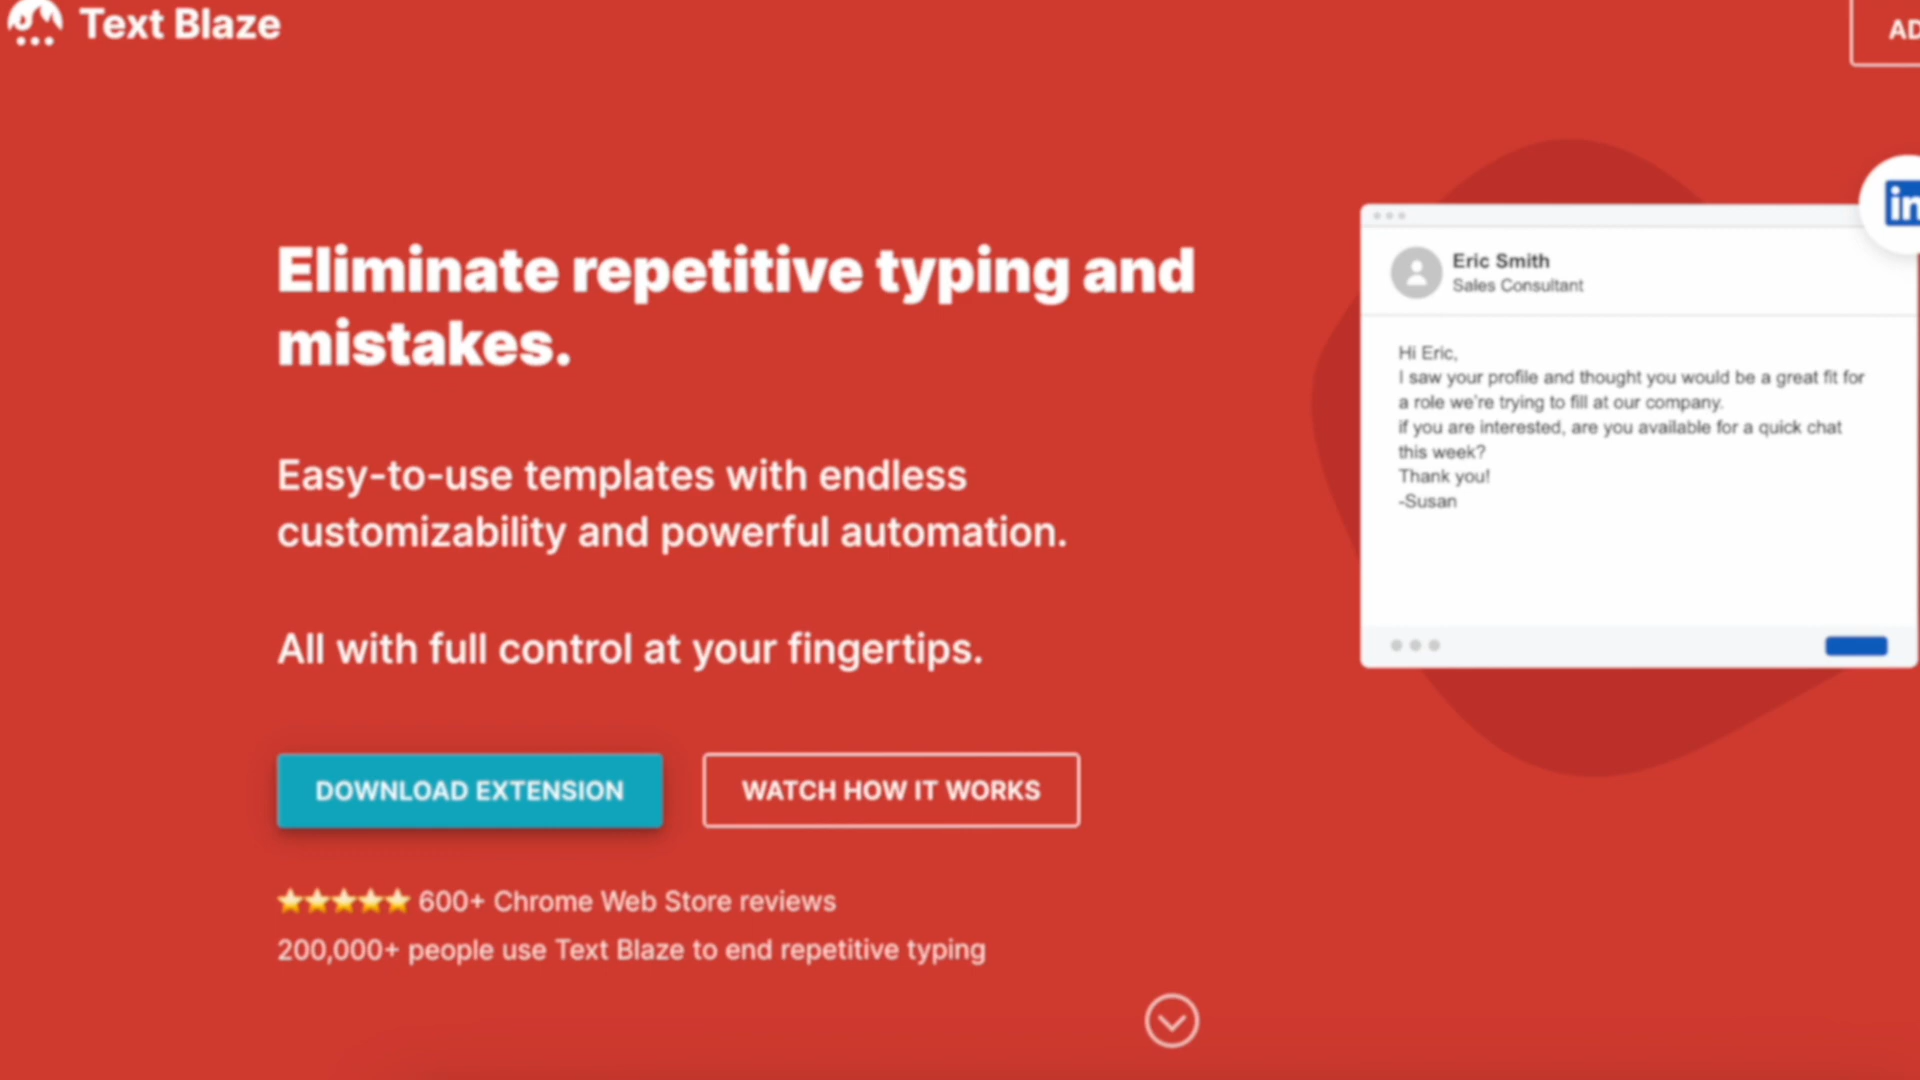 Text Blaze
AD
Eliminate repetitive typing and
mistakes.
Easy-to-use templates with endless
customizability and powerful automation.
All with full control at your fingertips.
DOWNLOAD EXTENSION
WATCH HOW IT WORKS
600+ Chrome Web Store reviews
200,000+ people use Text Blaze to end repetitive typing
in
Eric Smith
Sales Consultant
Hi Eric,
I saw your profile and thought you would be a great fit for
a role we're trying to fill at our company.
if you are interested, are you available for a quick chat
this week?
Thank you!
-Susan